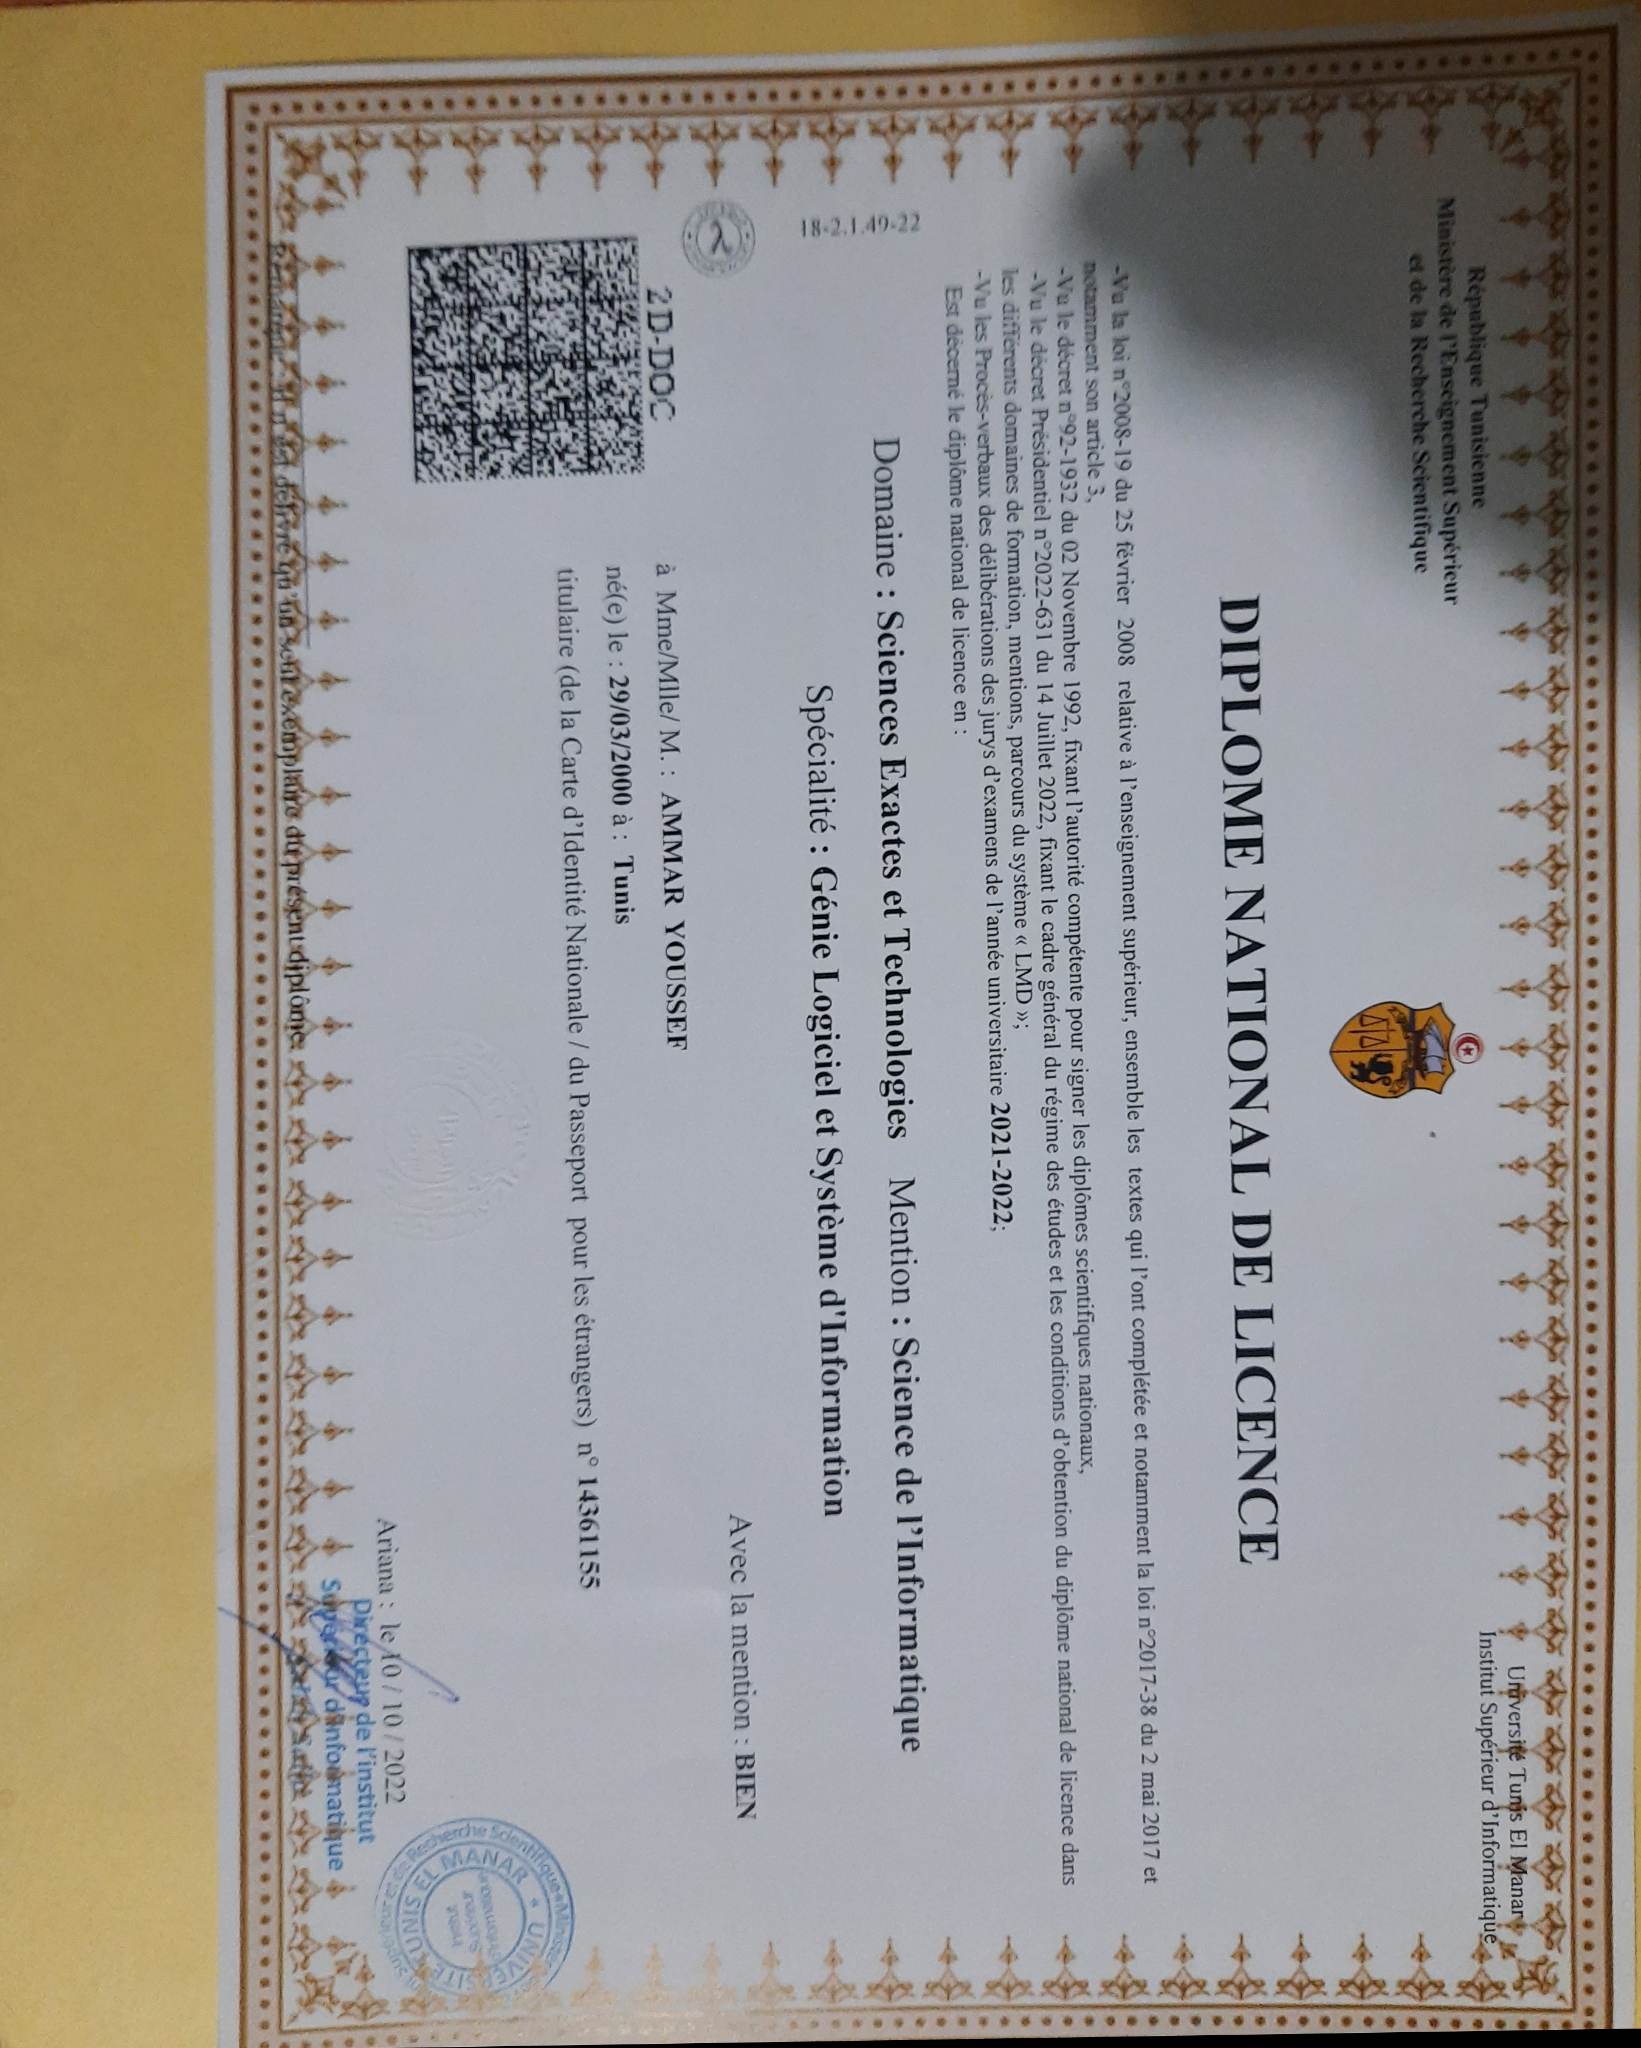 République Tunisienne
Ministère de l'Enseignement Supérieur
et de la Recherche Scientifique
Université Tunis El Manar
Institut Supérieur d'Informatique
DIPLOME NATIONAL DE LICENCE
-Vu la loi n°2008-19 du 25 février 2008 relative à l'enseignement supérieur, ensemble les textes qui l'ont complétée et notamment la loi n°2017-38 du 2 mai 2017 et
notamment son article 3,
-Vu le décret n°92-1932 du 02 Novembre 1992, fixant l'autorité compétente pour signer les diplômes scientifiques nationaux,
-Vu le décret Présidentiel n°2022-631 du 14 Juillet 2022, fixant le cadre général du régime des études et les conditions d'obtention du diplôme national de licence dans
les différents domaines de formation, mentions, parcours du système « LMD »;
-Vu les Procès-verbaux des délibérations des jurys d'examens de l'année universitaire 2021-2022;
Est décerné le diplôme national de licence en :
18-2.1.49-22
Domaine : Sciences Exactes et Technologies Mention : Science de l'Informatique
Spécialité : Génie Logiciel et Système d'Information
Avec la mention : BIEN
2D-DOC
à Mme/Mlle/ M. : AMMAR YOUSSEF
né(e) le : 29/03/2000 à : Tunis
titulaire (de la Carte d'Identité Nationale / du Passeport pour les étrangers) n° 14361155
Ariana : le 10 / 10 / 2022
Directeur de l'institut
Supérieur d'Informatique
Remarque : Il n'est délivré qu'un seul exemplaire du présent diplôme.
TUNIS EL MANAR